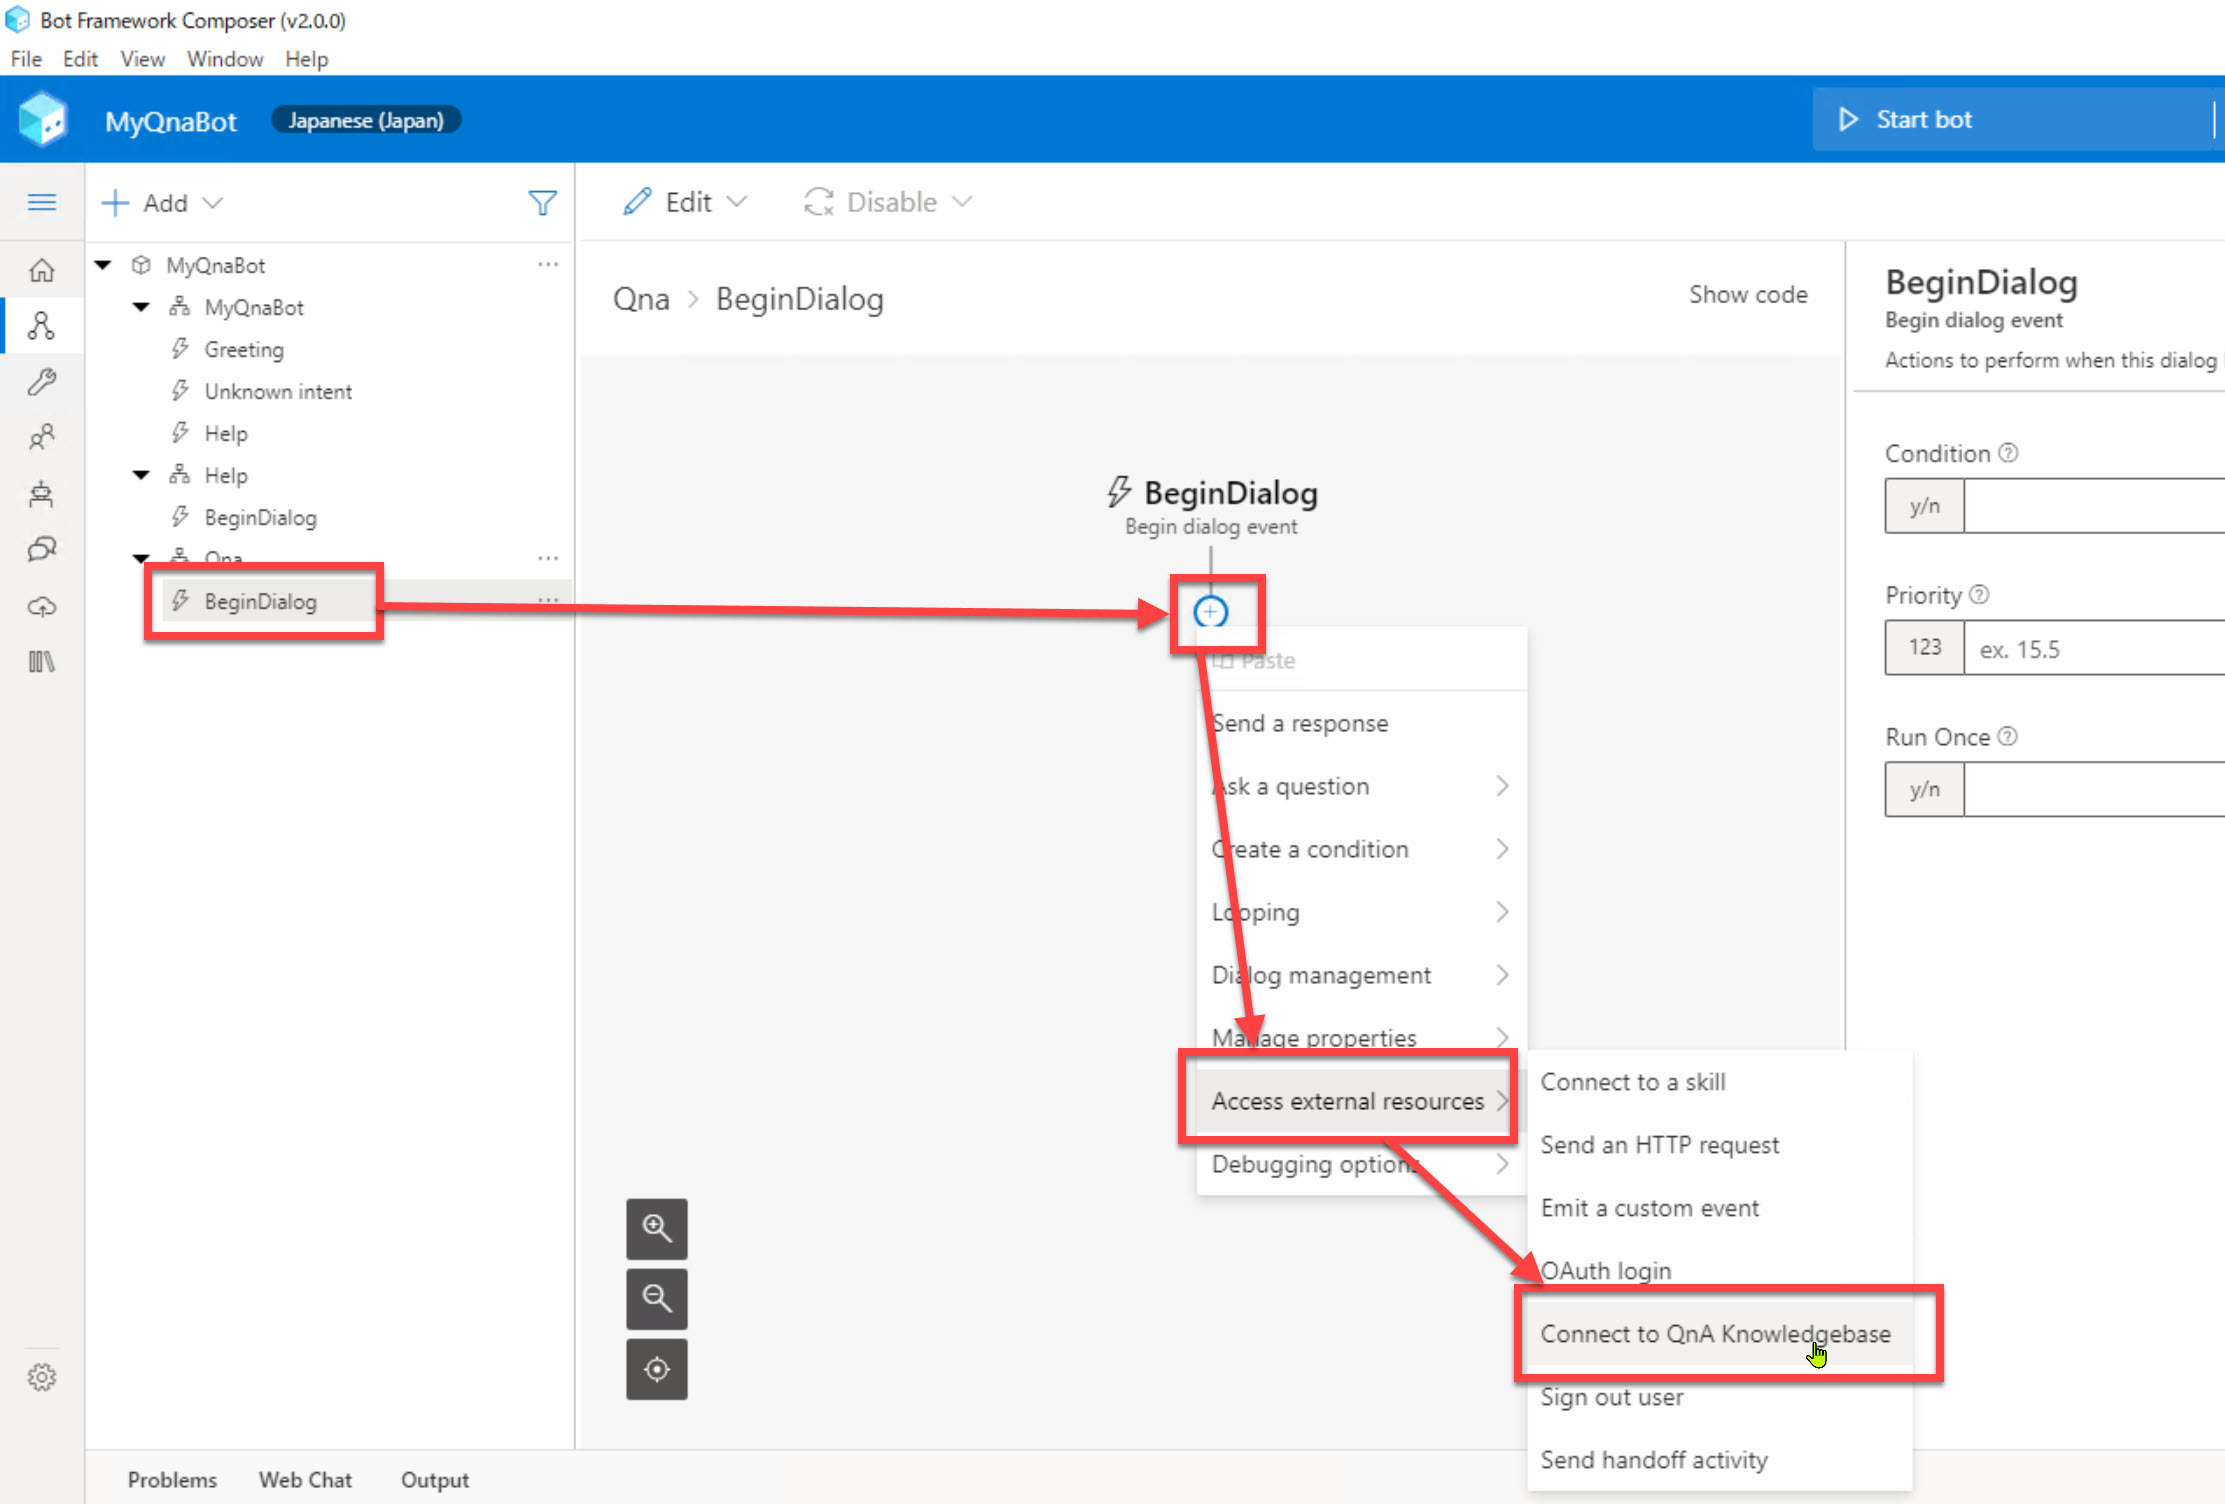 Bot Framework Composer (v2.0.0)
File Edit View Window Help
MyQnaBot Japanese (Japan) Start bot
Add
Edit Disable
MyQnaBot
MyQnaBot
Greeting
Unknown intent
Help
Help
BeginDialog
Qna
BeginDialog
Qna > BeginDialog
Show code
BeginDialog
Begin dialog event
Paste
Send a response
Ask a question
Create a condition
Looping
Dialog management
Manage properties
Access external resources
Debugging options
Connect to a skill
Send an HTTP request
Emit a custom event
OAuth login
Connect to QnA Knowledgebase
Sign out user
Send handoff activity
BeginDialog
Begin dialog event
Actions to perform when this dialog
Condition
y/n
Priority
123 ex. 15.5
Run Once
y/n
Problems Web Chat Output